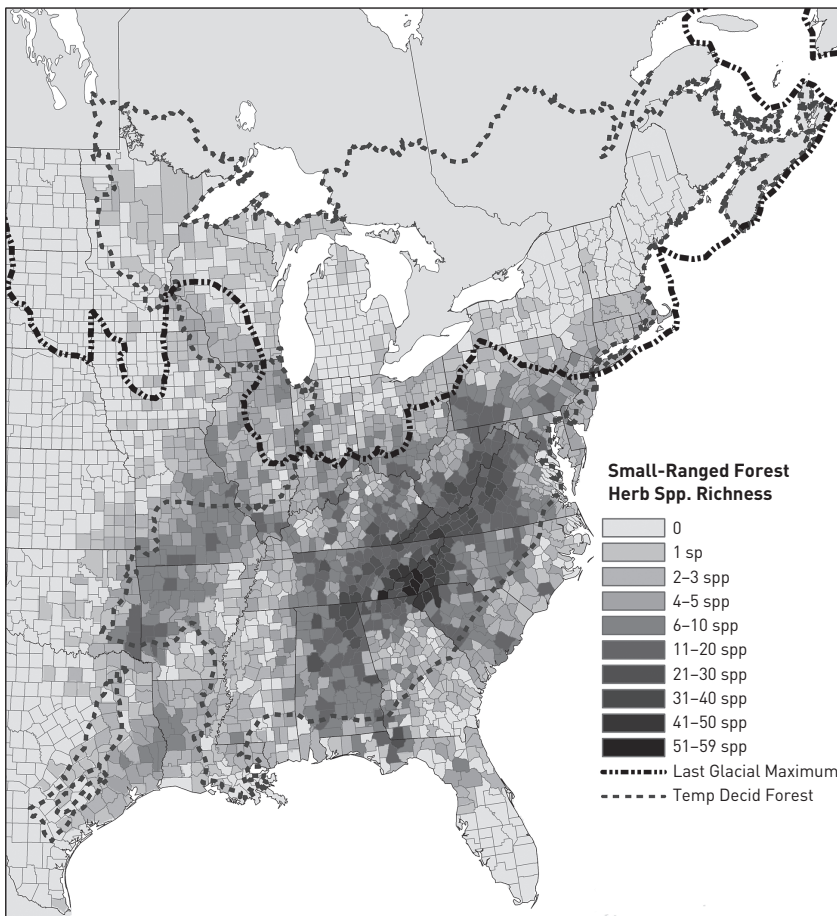 Small-Ranged Forest
Herb Spp. Richness
0
1 sp
2–3 spp
4–5 spp
6–10 spp
11–20 spp
21–30 spp
31–40 spp
41–50 spp
51–59 spp
Last Glacial Maximum
Temp Decid Forest